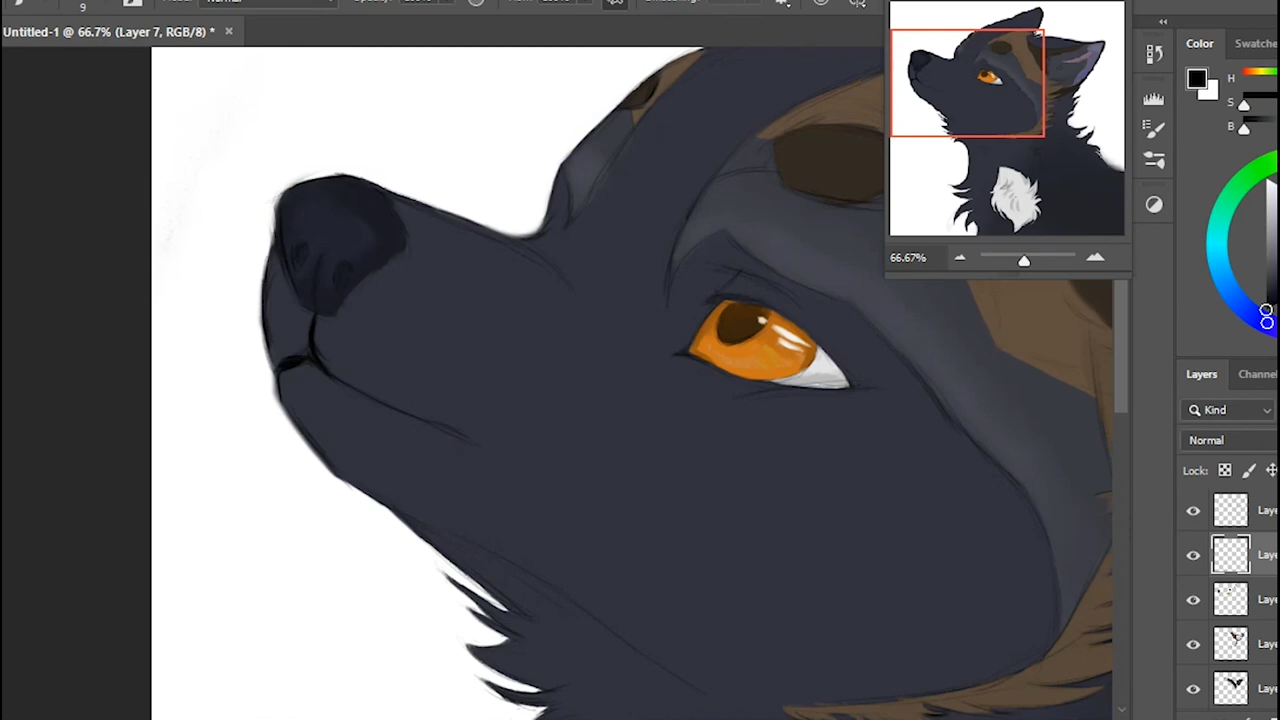 9
Untitled-1 @ 66.7% (Layer 7, RGB/8) *
66.67%
Color
Swatche
H
S
B
Layers
Channe
Kind
Normal
Lock:
Laye
Laye
Laye
Laye
Laye